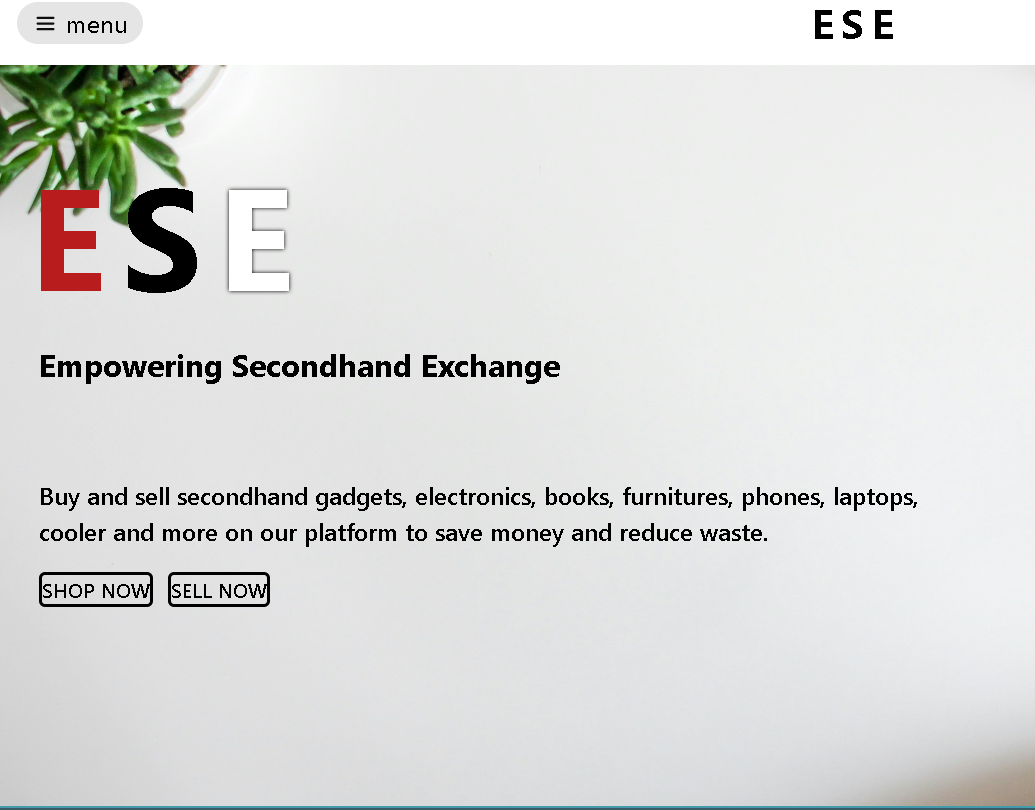 menu
ESE
ESE
Empowering Secondhand Exchange
Buy and sell secondhand gadgets, electronics, books, furnitures, phones, laptops,
cooler and more on our platform to save money and reduce waste.
SHOP NOW SELL NOW